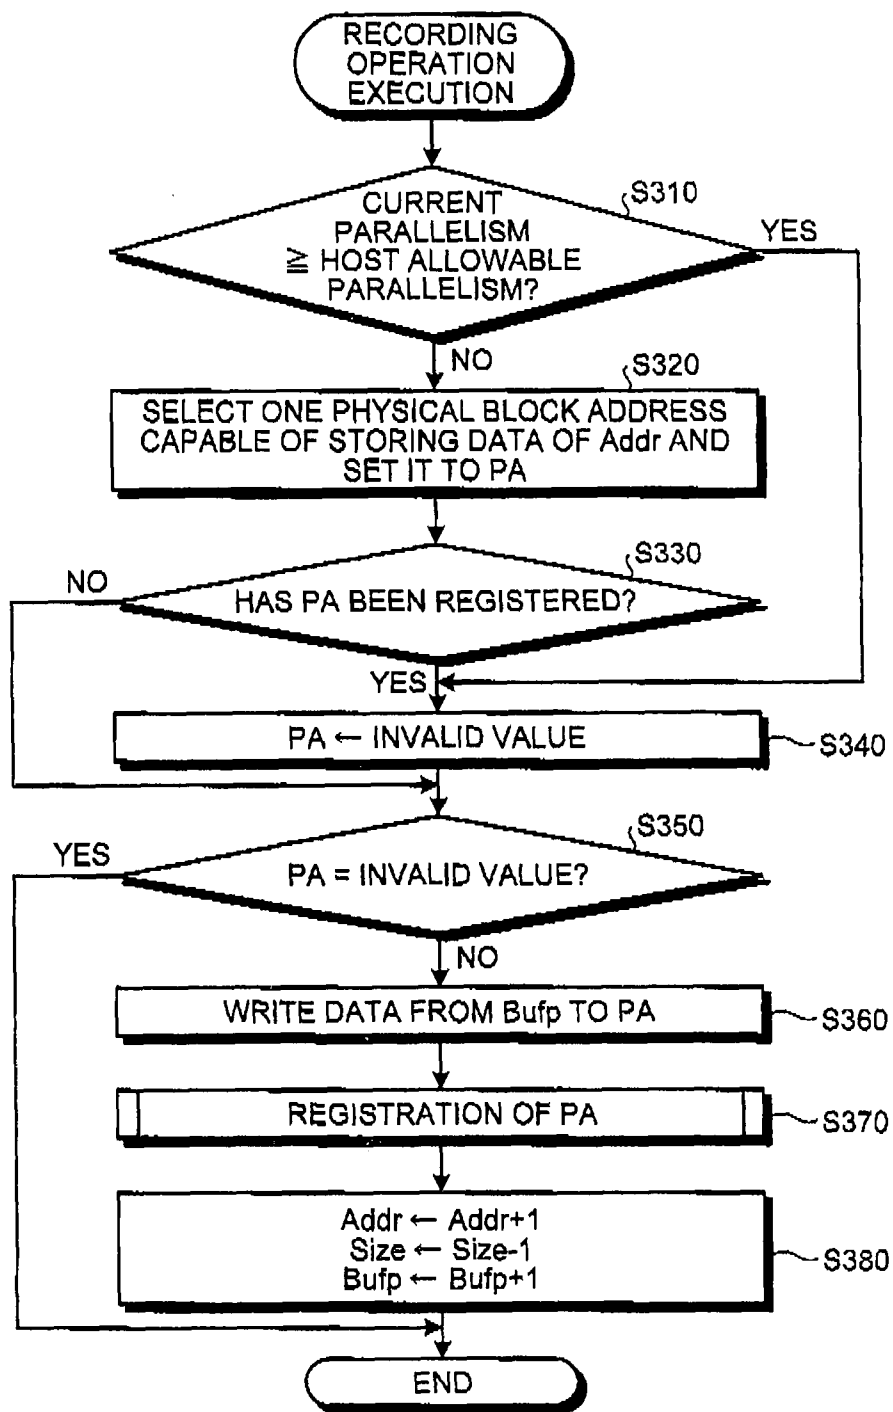 RECORDING
OPERATION
EXECUTION
S310
CURRENT
PARALLELISM
≧ HOST ALLOWABLE
PARALLELISM?
YES
NO
S320
SELECT ONE PHYSICAL BLOCK ADDRESS
CAPABLE OF STORING DATA OF Addr AND
SET IT TO PA
S330
NO
HAS PA BEEN REGISTERED?
YES
PA ← INVALID VALUE
S340
S350
YES
PA = INVALID VALUE?
NO
WRITE DATA FROM Bufp TO PA
S360
REGISTRATION OF PA
S370
Addr ← Addr+1
Size ← Size-1
Bufp ← Bufp+1
S380
END